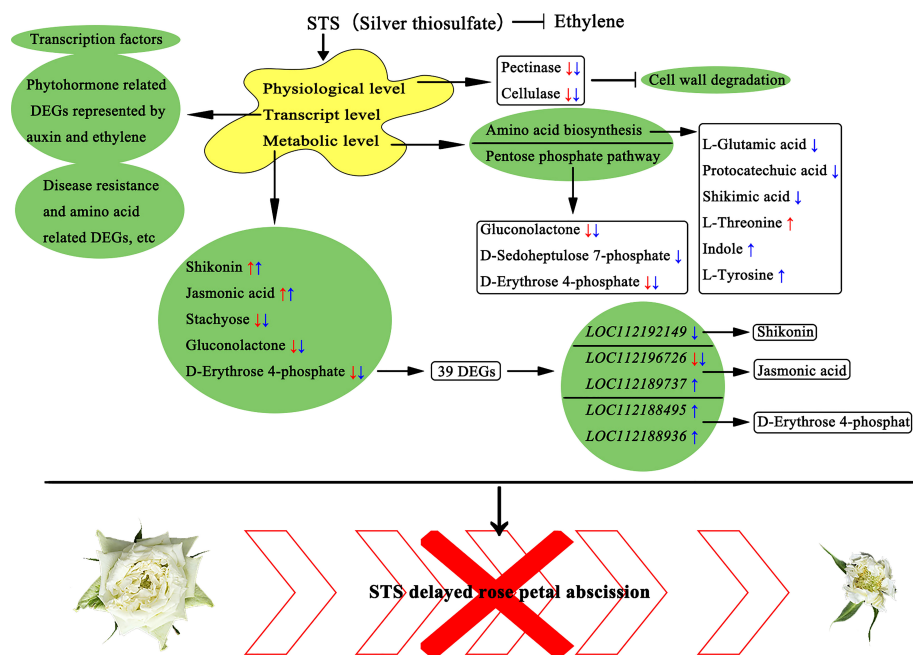 STS (Silver thiosulfate) Ethylene
Transcription factors
Phytohormone related
DEGs represented by
auxin and ethylene
Disease resistance
and amino acid
related DEGs, etc
Physiological level
Transcript level
Metabolic level
Pectinase ↓↓
Cellulase ↓↓
Cell wall degradation
Amino acid biosynthesis
Pentose phosphate pathway
L-Glutamic acid ↓
Protocatechuic acid ↓
Shikimic acid ↓
L-Threonine ↑
Indole ↑
L-Tyrosine ↑
Gluconolactone ↓↓
D-Sedoheptulose 7-phosphate ↓
D-Erythrose 4-phosphate ↓↓
Shikonin ↑↑
Jasmonic acid ↑↑
Stachyose ↓↓
Gluconolactone ↓↓
D-Erythrose 4-phosphate ↓↓
39 DEGs
LOC112192149 ↓
LOC112196726 ↓↓
LOC112189737 ↑
LOC112188495 ↑
LOC112188936 ↑
Shikonin
Jasmonic acid
D-Erythrose 4-phosphat
STS delayed rose petal abscission